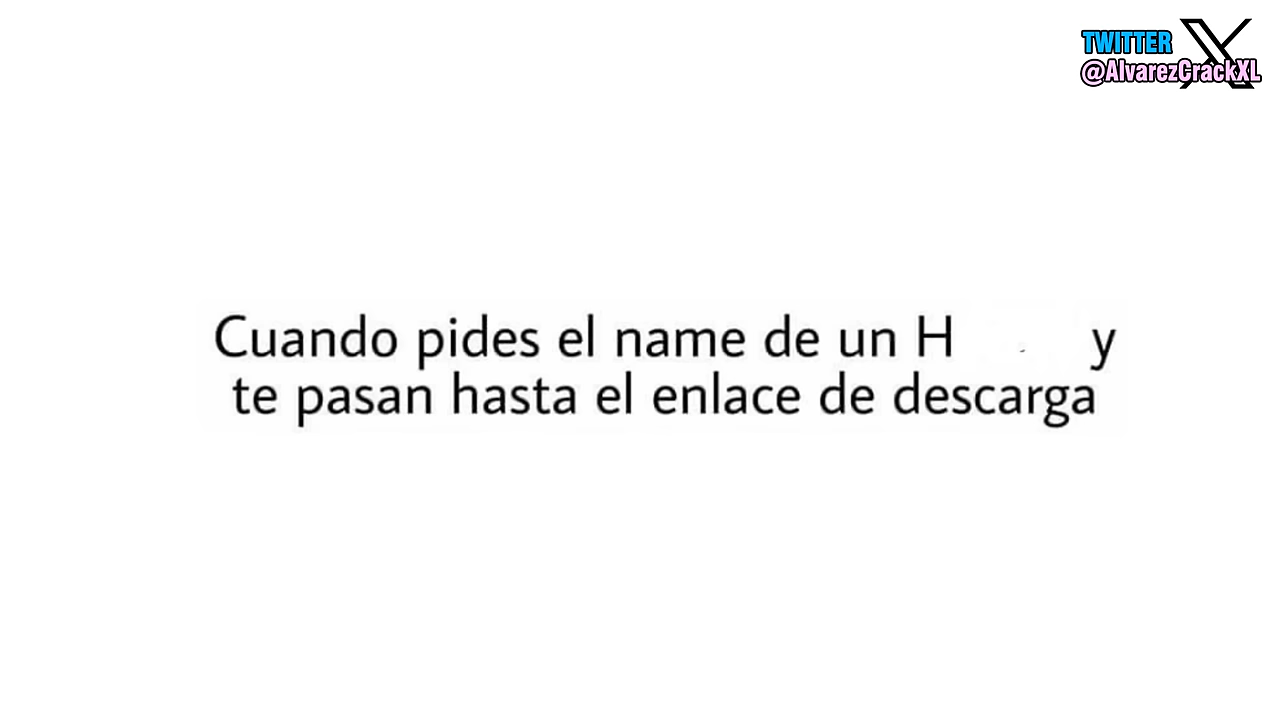 TWITTER
@AlvarezCrackXL
Cuando pides el name de un H y
te pasan hasta el enlace de descarga